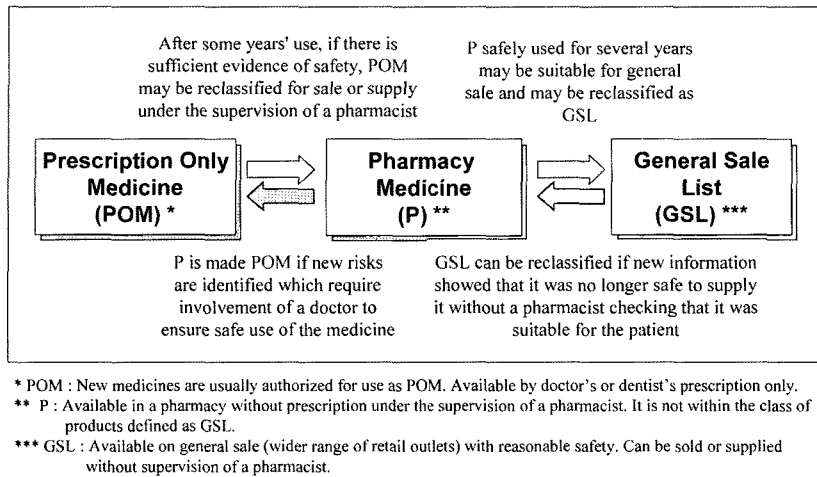 After some years' use, if there is
sufficient evidence of safety, POM
may be reclassified for sale or supply
under the supervision of a pharmacist
P safely used for several years
may be suitable for general
sale and may be reclassified as
GSL
Prescription Only
Medicine
(POM) *
Pharmacy
Medicine
(P) **
General Sale
List
(GSL) ***
P is made POM if new risks
are identified which require
involvement of a doctor to
ensure safe use of the medicine
GSL can be reclassified if new information
showed that it was no longer safe to supply
it without a pharmacist checking that it was
suitable for the patient
* POM : New medicines are usually authorized for use as POM. Available by doctor's or dentist's prescription only.
** P : Available in a pharmacy without prescription under the supervision of a pharmacist. It is not within the class of
products defined as GSL.
*** GSL : Available on general sale (wider range of retail outlets) with reasonable safety. Can be sold or supplied
without supervision of a pharmacist.